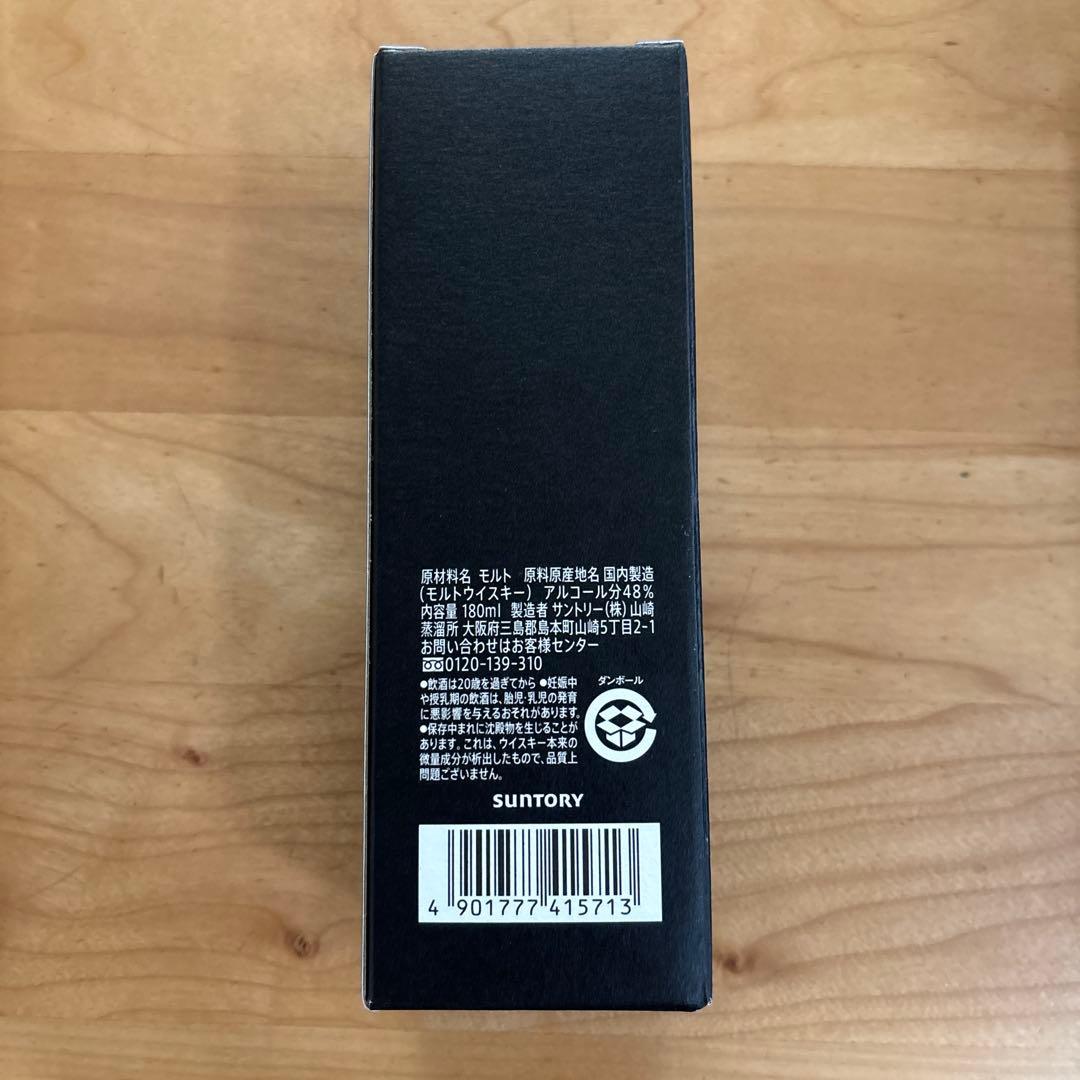 原材料名 モルト 原料原産地名 国内製造
(モルトウイスキー) アルコール分48%
内容量 180ml 製造者 サントリー(株) 山崎
蒸溜所 大阪府三島郡島本町山崎5丁目2-1
お問い合わせはお客様センター
0120-139-310
●飲酒は20歳を過ぎてから ●妊娠中
や授乳期の飲酒は、胎児・乳児の発育
に悪影響を与えるおそれがあります。
●保存中まれに沈殿物を生じることが
あります。これは、ウイスキー本来の
微量成分が析出したもので、品質上
問題ございません。
ダンボール
SUNTORY
4 901777 415713